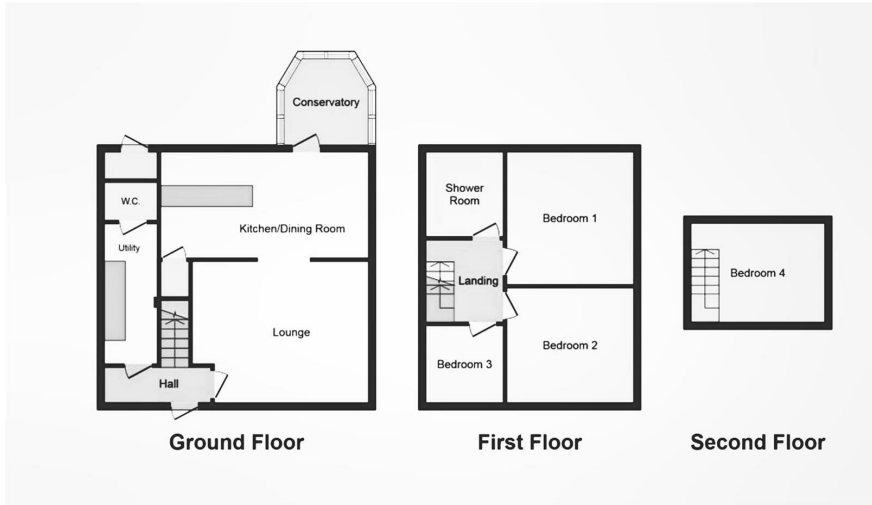 Conservatory
W.C.
Kitchen/Dining Room
Utility
Lounge
Hall
Ground Floor
Shower
Room
Bedroom 1
Landing
Bedroom 2
Bedroom 3
First Floor
Bedroom 4
Second Floor